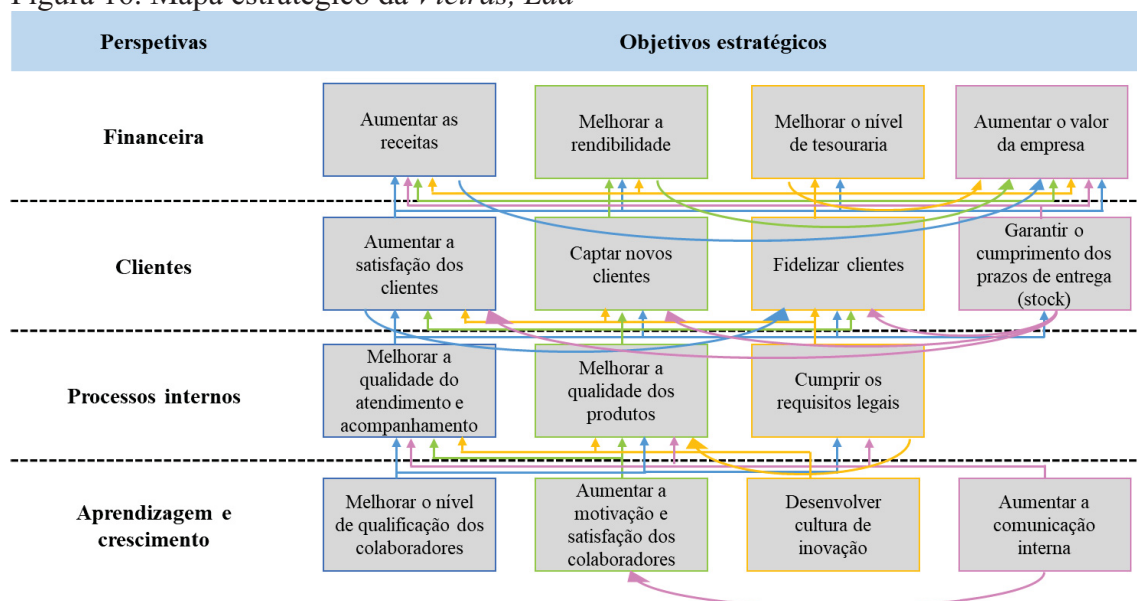 Figura 16: Mapa estratégico da Vieiras, Lda
Perspetivas
Objetivos estratégicos
Financeira
Aumentar as
receitas
Melhorar a
rendibilidade
Melhorar o nível
de tesouraria
Aumentar o valor
da empresa
Clientes
Aumentar a
satisfação dos
clientes
Captar novos
clientes
Fidelizar clientes
Garantir o
cumprimento dos
prazos de entrega
(stock)
Processos internos
Melhorar a
qualidade do
atendimento e
acompanhamento
Melhorar a
qualidade dos
produtos
Cumprir os
requisitos legais
Aprendizagem e
crescimento
Melhorar o nível
de qualificação dos
colaboradores
Aumentar a
motivação e
satisfação dos
colaboradores
Desenvolver
cultura de
inovação
Aumentar a
comunicação
interna